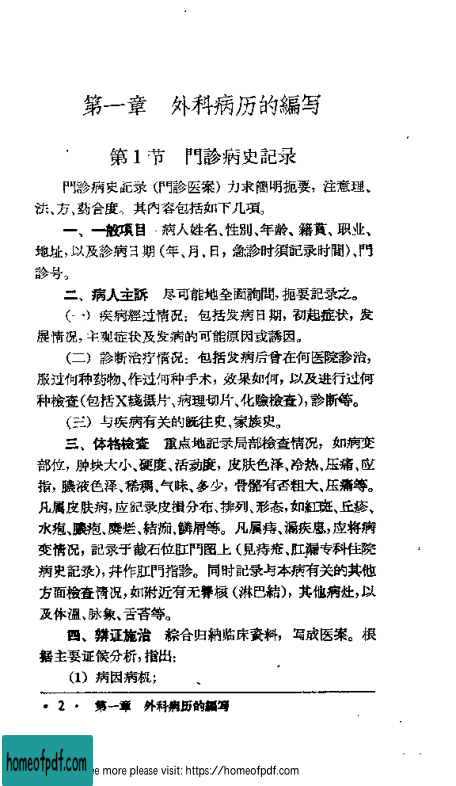 第一章 外科病历的編写
第1节 門診病史記录
門診病史記录（門診医案）力求簡明扼要，注意理、
法、方、葯合度。其內容包括如下几項。
一、一般項目 病人姓名、性別、年齡、籍貫、职业、
地址，以及診病日期（年、月、日，急診时須記录时間）、門
診号。
二、病人主訴 尽可能地全面詢問，扼要記录之。
（一）疾病經过情况：包括发病日期，初起症状，发
展情况，主观症状及发病的可能原因或誘因。
（二）診断治疗情况：包括发病后曾在何医院診治，
服过何种葯物、作过何种手术，效果如何，以及进行过何
种檢查（包括X綫摄片、病理切片、化驗檢查），診断等。
（三）与疾病有关的既往史、家族史。
三、体格檢查 重点地記录局部檢查情况，如病变
部位，肿块大小、硬度、活动度，皮肤色泽、冷热、压痛、应
指，膿液色泽、稀稠、气味、多少，骨骼有否粗大、压痛等。
凡属皮肤病，应記录皮損分布、排列、形态，如紅斑、丘疹、
水疱、膿疱、糜烂、結痂、鱗屑等。凡属痔、漏疾患，应将病
变情况，記录于截石位肛門图上（見痔疮、肛漏专科住院
病史記录），幷作肛門指診。同时記录与本病有关的其他
方面檢查情况，如附近有无臖核（淋巴結），其他病灶，以
及体温、脉象、舌苔等。
四、辨证施治 綜合归納临床資料，写成医案。根
据主要证候分析，指出：
（1）病因病机；
· 2 · 第一章 外科病历的編写
homeofpdf.com
ee more please visit: https://homeofpdf.com